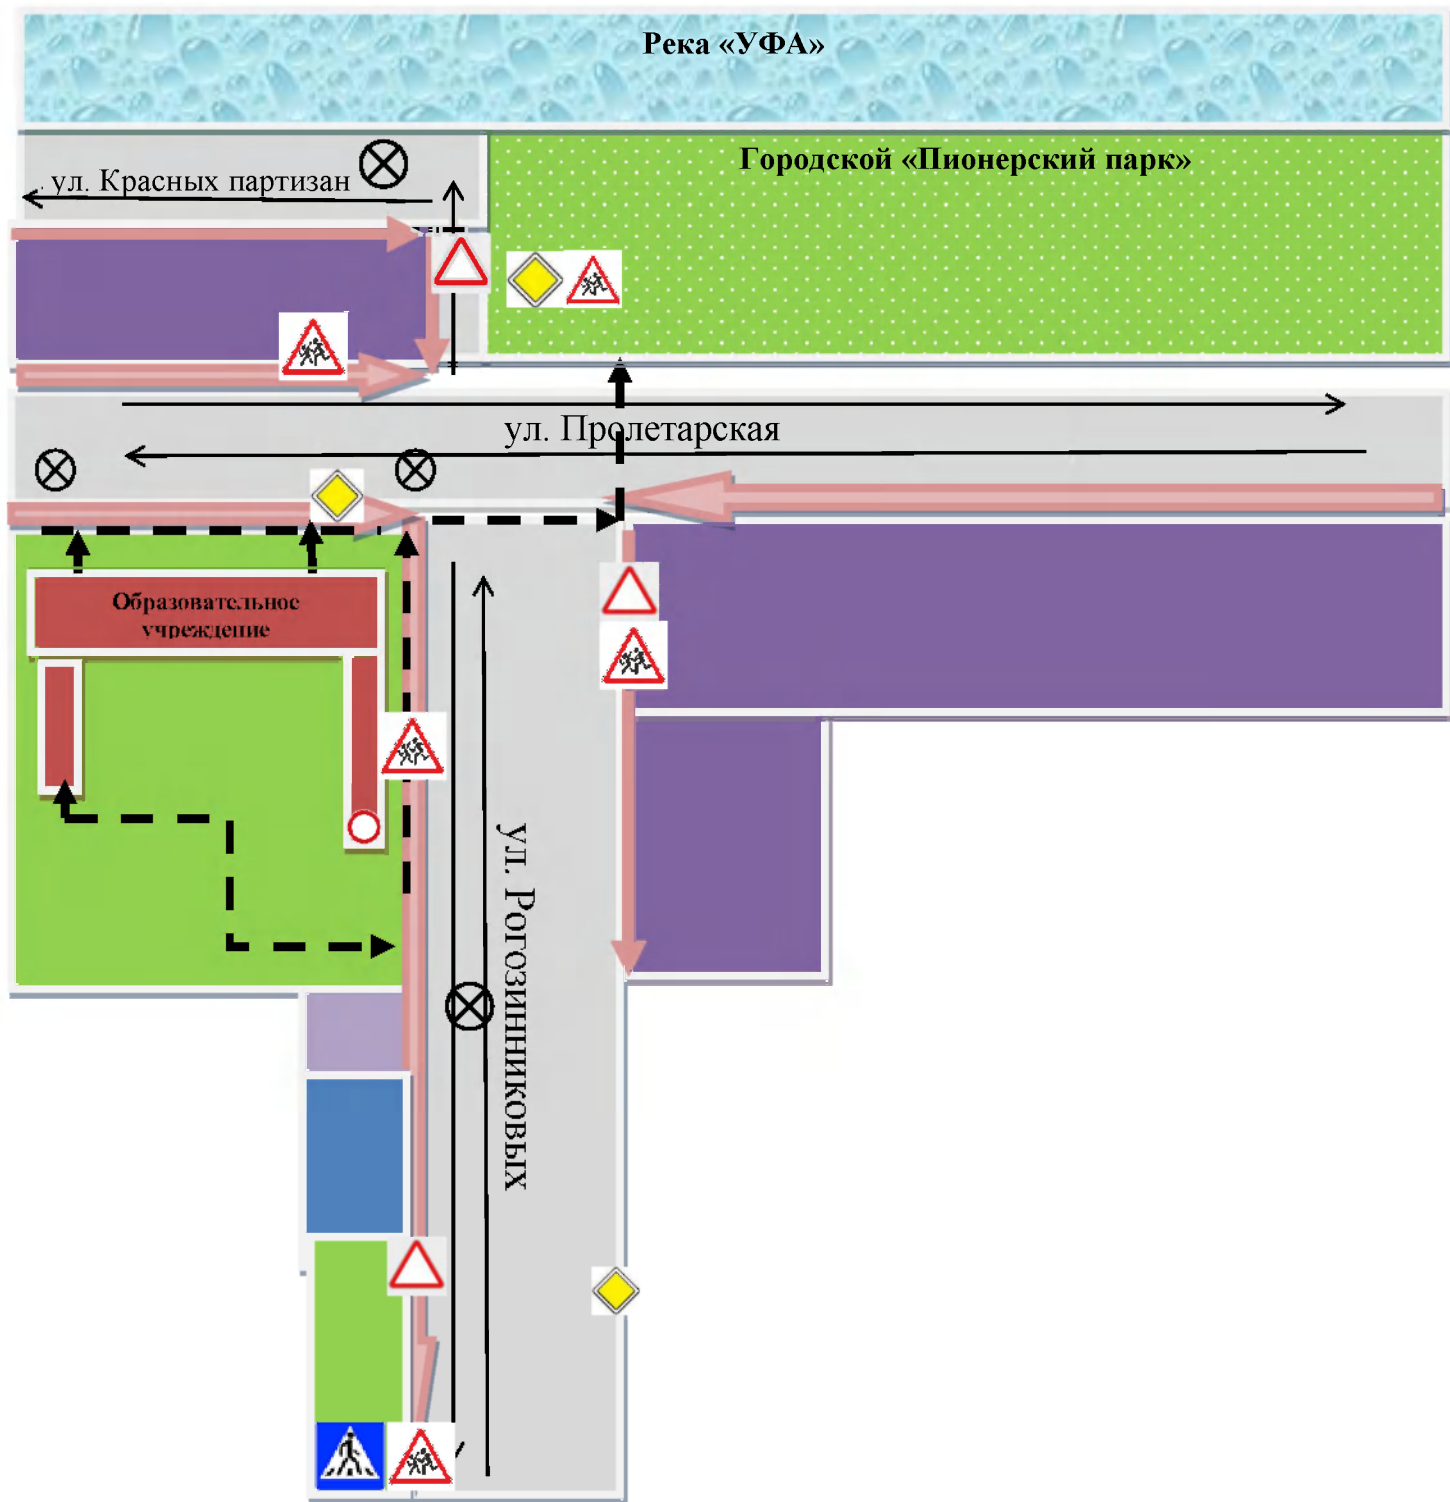 Река «УФА»
Городской «Пионерский парк»
. ул. Красных партизан
ул. Пролетарская
Образовательное
учреждение
ул. Рогозинниковых